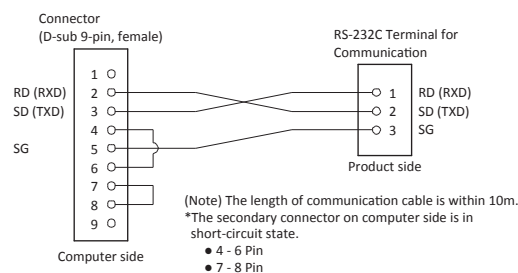 Connector
(D-sub 9-pin, female)
RS-232C Terminal for
Communication
1
RD (RXD) 2
SD (TXD) 3
4
SG 5
6
7
8
9
1 RD (RXD)
2 SD (TXD)
3 SG
Product side
Computer side
(Note) The length of communication cable is within 10m.
*The secondary connector on computer side is in
short-circuit state.
● 4 - 6 Pin
● 7 - 8 Pin